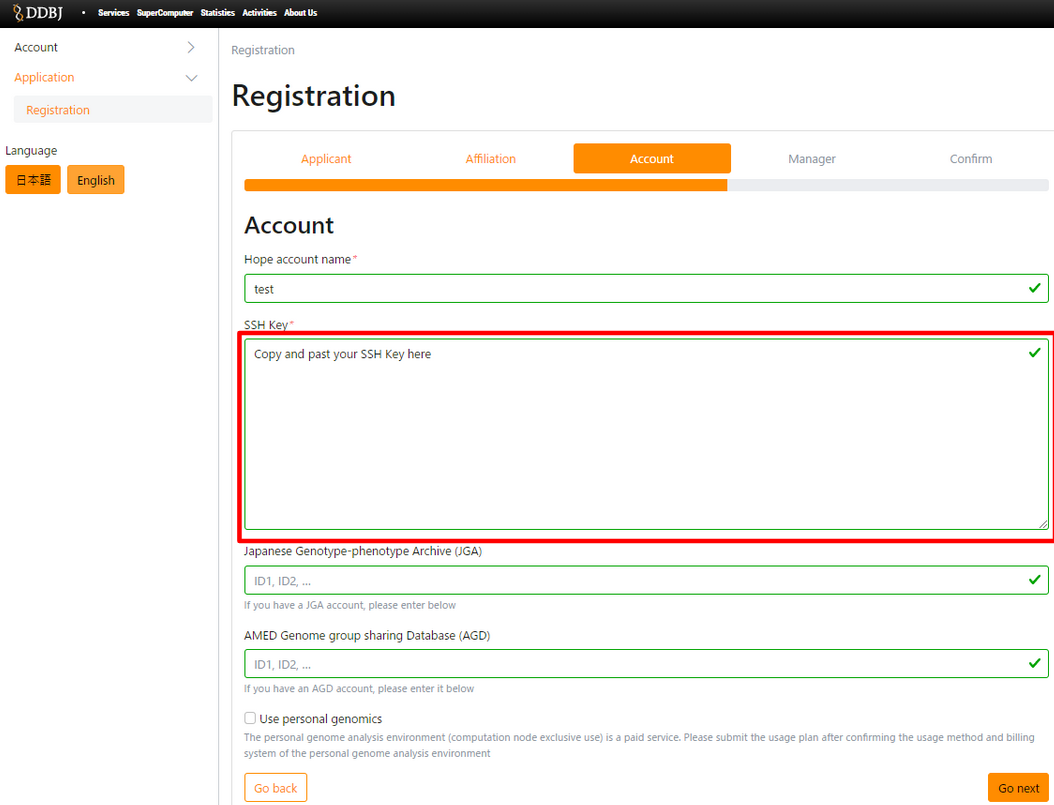 DDBJ • Services SuperComputer Statistics Activities About Us
Account
Application
Registration
Language
日本語 English
Registration
Registration
Applicant Affiliation Account Manager Confirm
Account
Hope account name*
test
SSH Key*
Copy and past your SSH Key here
Japanese Genotype-phenotype Archive (JGA)
ID1, ID2, ...
If you have a JGA account, please enter below
AMED Genome group sharing Database (AGD)
ID1, ID2, ...
If you have an AGD account, please enter it below
Use personal genomics
The personal genome analysis environment (computation node exclusive use) is a paid service. Please submit the usage plan after confirming the usage method and billing
system of the personal genome analysis environment
Go back Go next